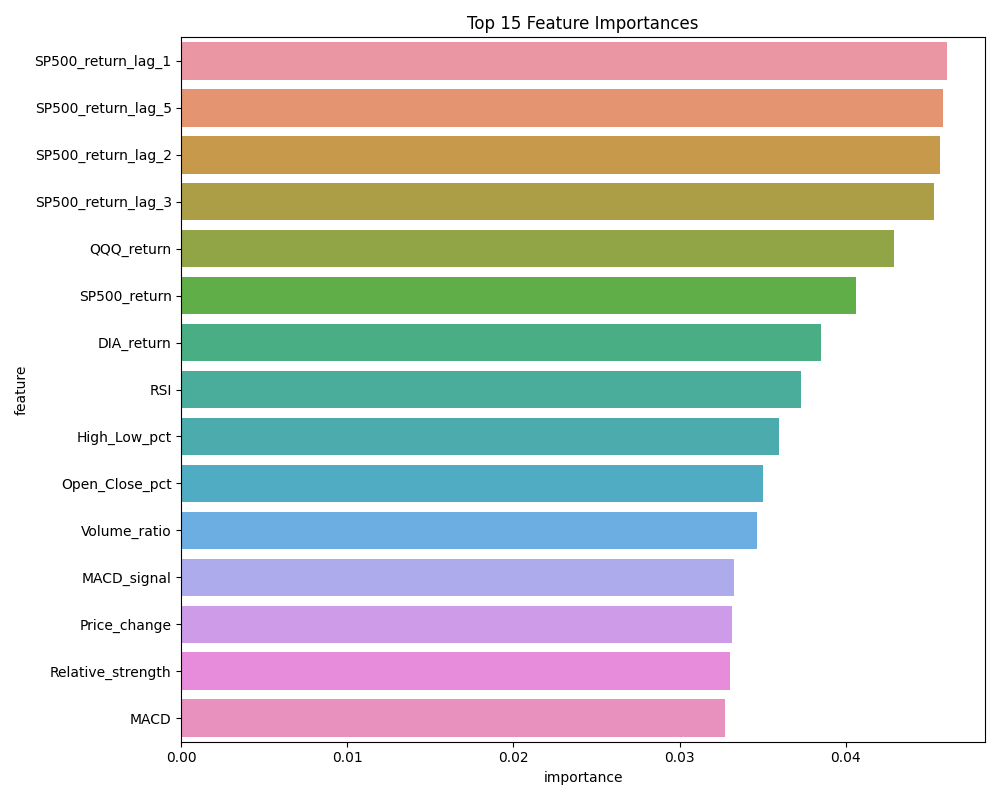 Top 15 Feature Importances
feature
SP500_return_lag_1
SP500_return_lag_5
SP500_return_lag_2
SP500_return_lag_3
QQQ_return
SP500_return
DIA_return
RSI
High_Low_pct
Open_Close_pct
Volume_ratio
MACD_signal
Price_change
Relative_strength
MACD
0.00 0.01 0.02 0.03 0.04
importance